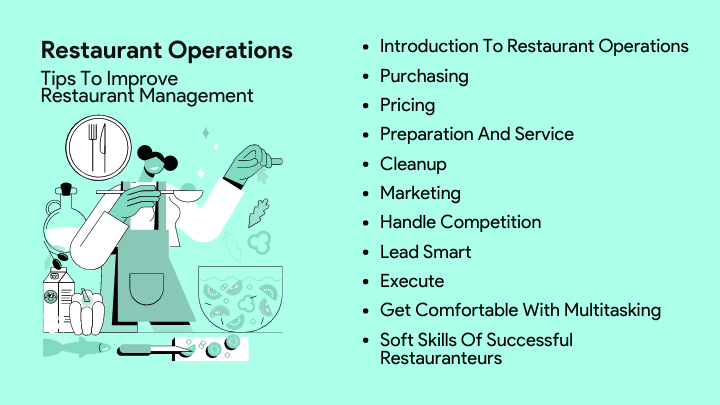 Restaurant Operations
Tips To Improve
Restaurant Management
• Introduction To Restaurant Operations
• Purchasing
• Pricing
• Preparation And Service
• Cleanup
• Marketing
• Handle Competition
• Lead Smart
• Execute
• Get Comfortable With Multitasking
• Soft Skills Of Successful
Restauranteurs